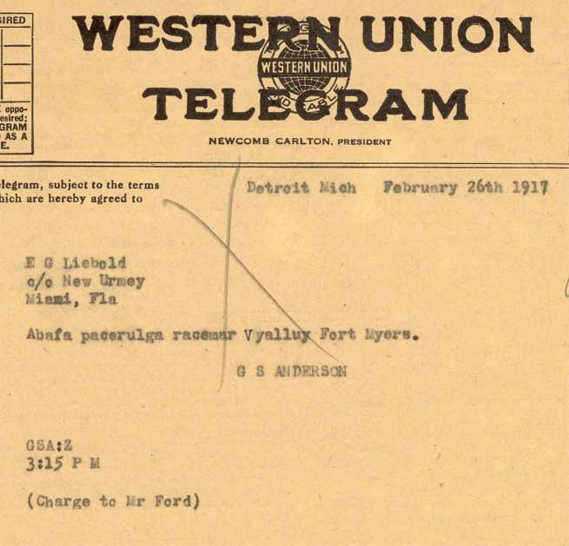 SIRED
WESTERN UNION
WESTERN UNION
TELEGRAM
oppo-
esired;
GRAM
AS A
E.
NEWCOMB CARLTON, PRESIDENT
elegram, subject to the terms
hich are hereby agreed to
Detroit Mich February 26th 1917
E G Liebold
c/o New Urmey
Miami, Fla
Abafa pacerulga racemar Vyalluy Fort Myers.
G S ANDERSON
GSA:Z
3:15 P M
(Charge to Mr Ford)